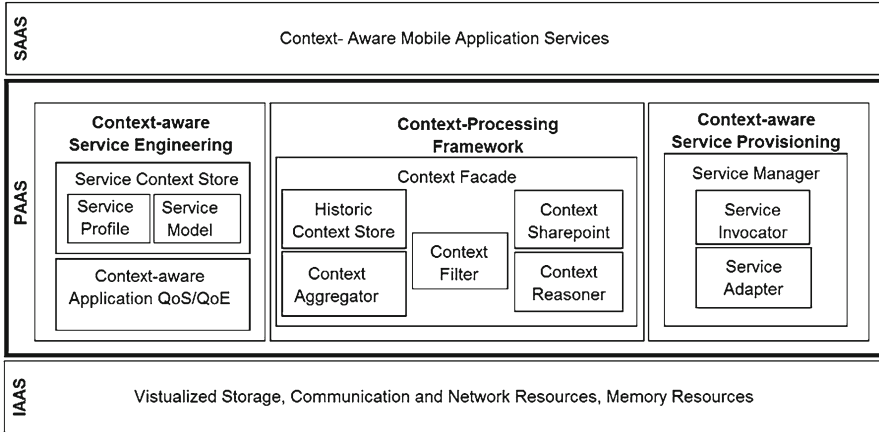 SAAS
Context- Aware Mobile Application Services
PAAS
Context-aware
Service Engineering
Service Context Store
Service
Profile
Service
Model
Context-aware
Application QoS/QoE
Context-Processing
Framework
Context Facade
Historic
Context Store
Context
Aggregator
Context
Filter
Context
Sharepoint
Context
Reasoner
Context-aware
Service Provisioning
Service Manager
Service
Invocator
Service
Adapter
IAAS
Vistualized Storage, Communication and Network Resources, Memory Resources